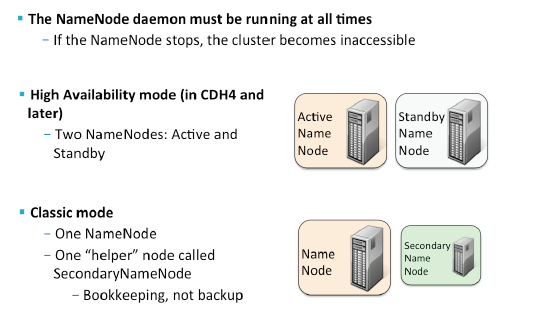 ▪ The NameNode daemon must be running at all times
– If the NameNode stops, the cluster becomes inaccessible
▪ High Availability mode (in CDH4 and
later)
– Two NameNodes: Active and
Standby
Active
Name
Node
Standby
Name
Node
▪ Classic mode
– One NameNode
– One “helper” node called
SecondaryNameNode
– Bookkeeping, not backup
Name
Node
Secondary
Name
Node